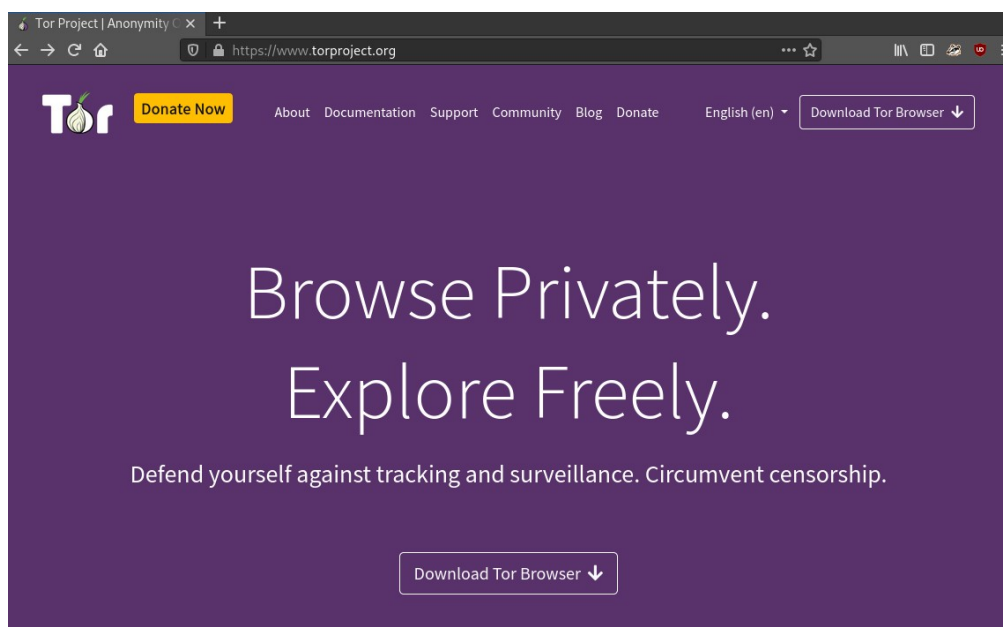 Tor Project | Anonymity
https://www.torproject.org
Tor
Donate Now
About Documentation Support Community Blog Donate
English (en)
Download Tor Browser
Browse Privately.
Explore Freely.
Defend yourself against tracking and surveillance. Circumvent censorship.
Download Tor Browser